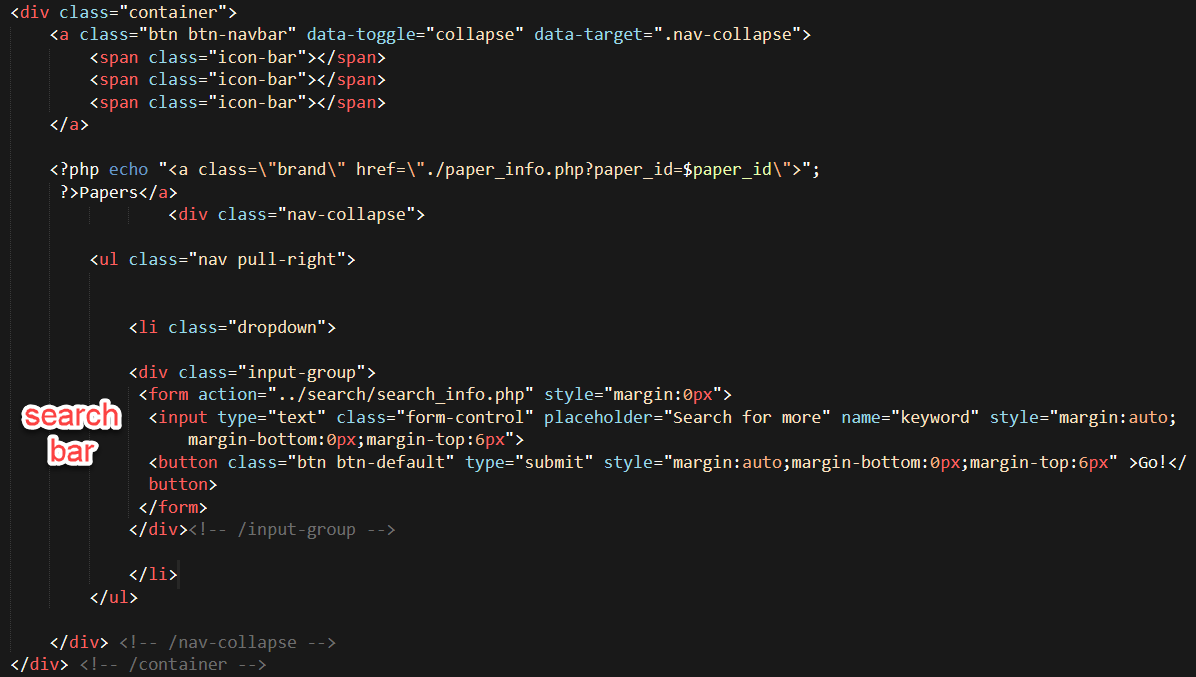 <div class="container">
<a class="btn btn-navbar" data-toggle="collapse" data-target=".nav-collapse">
<span class="icon-bar"></span>
<span class="icon-bar"></span>
<span class="icon-bar"></span>
</a>
<?php echo "<a class=\"brand\" href=\"./paper_info.php?paper_id=$paper_id\">";
?>Papers</a>
<div class="nav-collapse">
<ul class="nav pull-right">
<li class="dropdown">
<div class="input-group">
<form action="../search/search_info.php" style="margin:0px">
search
<input type="text" class="form-control" placeholder="Search for more" name="keyword" style="margin:auto;
margin-bottom:0px;margin-top:6px">
bar
<button class="btn btn-default" type="submit" style="margin:auto;margin-bottom:0px;margin-top:6px" >Go!</
button>
</form>
</div><!-- /input-group -->
</li>
</ul>
</div> <!-- /nav-collapse -->
</div> <!-- /container -->